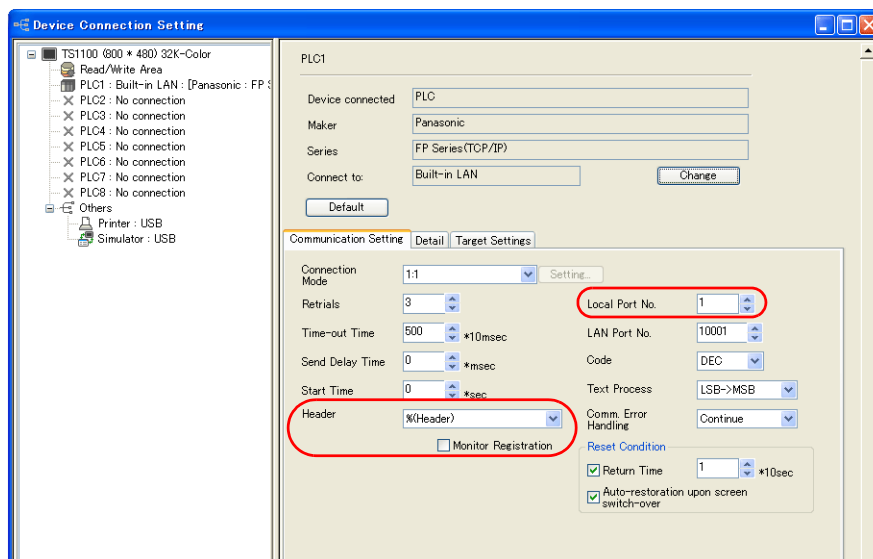 Device Connection Setting
TS1100 (800 * 480) 32K-Color
Read/Write Area
PLC1 : Built-in LAN : [Panasonic : FP S
PLC2 : No connection
PLC3 : No connection
PLC4 : No connection
PLC5 : No connection
PLC6 : No connection
PLC7 : No connection
PLC8 : No connection
Others
Printer : USB
Simulator : USB
PLC1
Device connected PLC
Maker Panasonic
Series FP Series(TCP/IP)
Connect to: Built-in LAN Change
Default
Communication Setting Detail Target Settings
Connection Mode 1:1 Setting...
Retrials 3
Time-out Time 500 *10msec
Send Delay Time 0 *msec
Start Time 0 *sec
Header %(Header)
Monitor Registration
Local Port No. 1
LAN Port No. 10001
Code DEC
Text Process LSB->MSB
Comm. Error Handling Continue
Reset Condition
Return Time 1 *10sec
Auto-restoration upon screen
switch-over